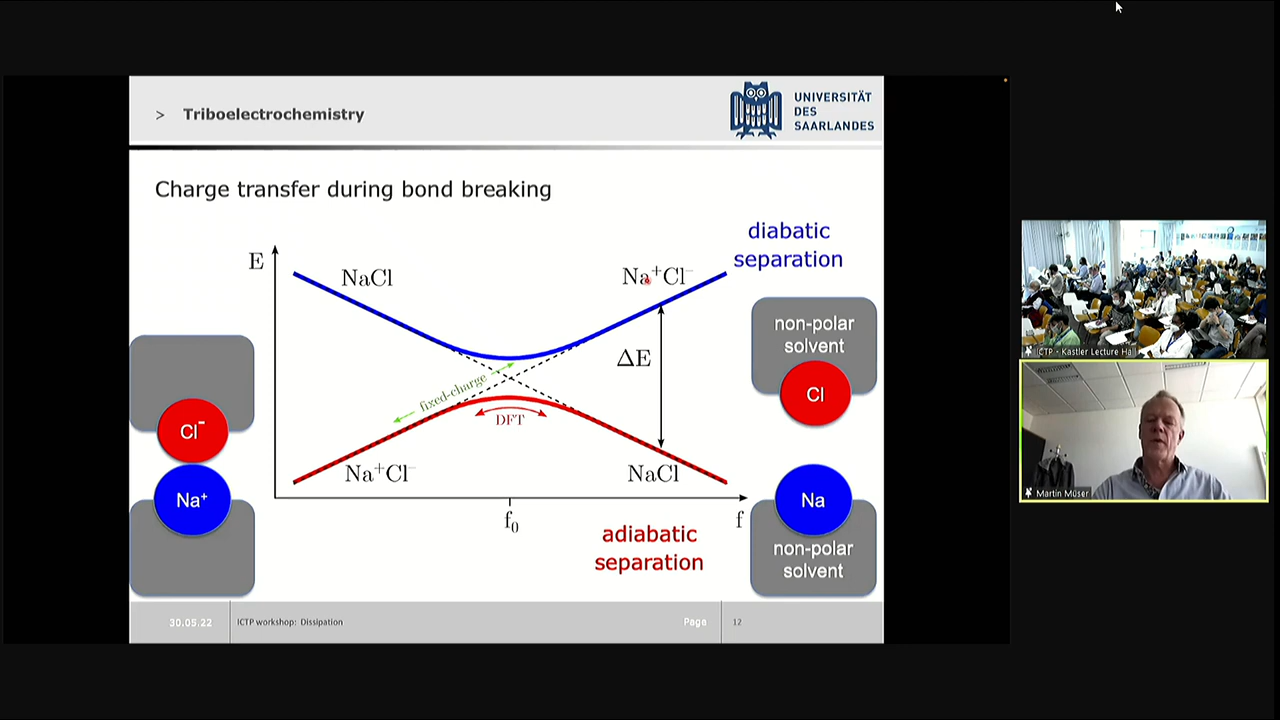 > Triboelectrochemistry
UNIVERSITÄT
DES
SAARLANDES
Charge transfer during bond breaking
diabatic
separation
E
NaCl
Na⁺Cl⁻
non-polar
solvent
ΔE
Cl
fixed-charge
DFT
Cl⁻
Na⁺Cl⁻
NaCl
Na⁺
Na
f₀
f
adiabatic
separation
non-polar
solvent
30.05.22
ICTP workshop: Dissipation
Page
12
ICTP - Kastler Lecture Hall
Martin Müser